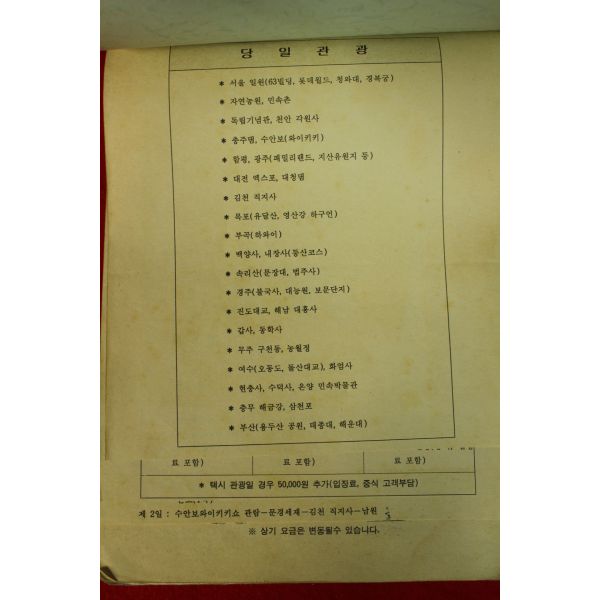 당 일 관 광
* 서울 일원(63빌딩, 롯데월드, 청와대, 경복궁)
* 자연농원, 민속촌
* 독립기념관, 천안 각원사
* 충주댐, 수안보(와이키키)
* 함평, 광주(패밀리랜드, 지산유원지 등)
* 대전 엑스포, 대청댐
* 김천 직지사
* 목포(유달산, 영산강 하구언)
* 부곡(하와이)
* 백양사, 내장사(등산코스)
* 속리산(문장대, 법주사)
* 경주(불국사, 대능원, 보문단지)
* 진도대교, 해남 대흥사
* 갑사, 동학사
* 무주 구천동, 농월정
* 여수(오동도, 돌산대교), 화엄사
* 현충사, 수덕사, 온양 민속박물관
* 충무 해금강, 삼천포
* 부산(용두산 공원, 태종대, 해운대)
료 포함) 료 포함) 료 포함)
* 택시 관광일 경우 50,000원 추가(입장료, 중식 고객부담)
제 2일 : 수안보와이키키쇼 관람-문경새재-김천 직지사-남원
※ 상기 요금은 변동될수 있습니다.